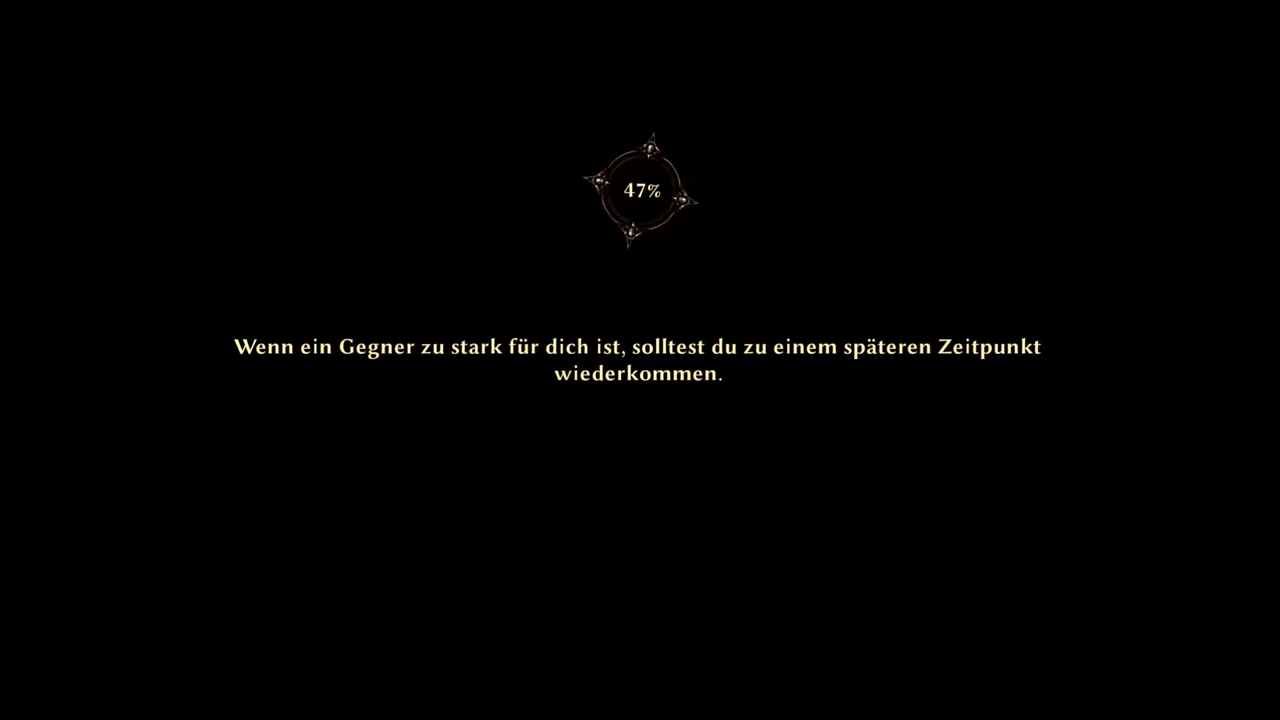 47%
Wenn ein Gegner zu stark für dich ist, solltest du zu einem späteren Zeitpunkt
wiederkommen.